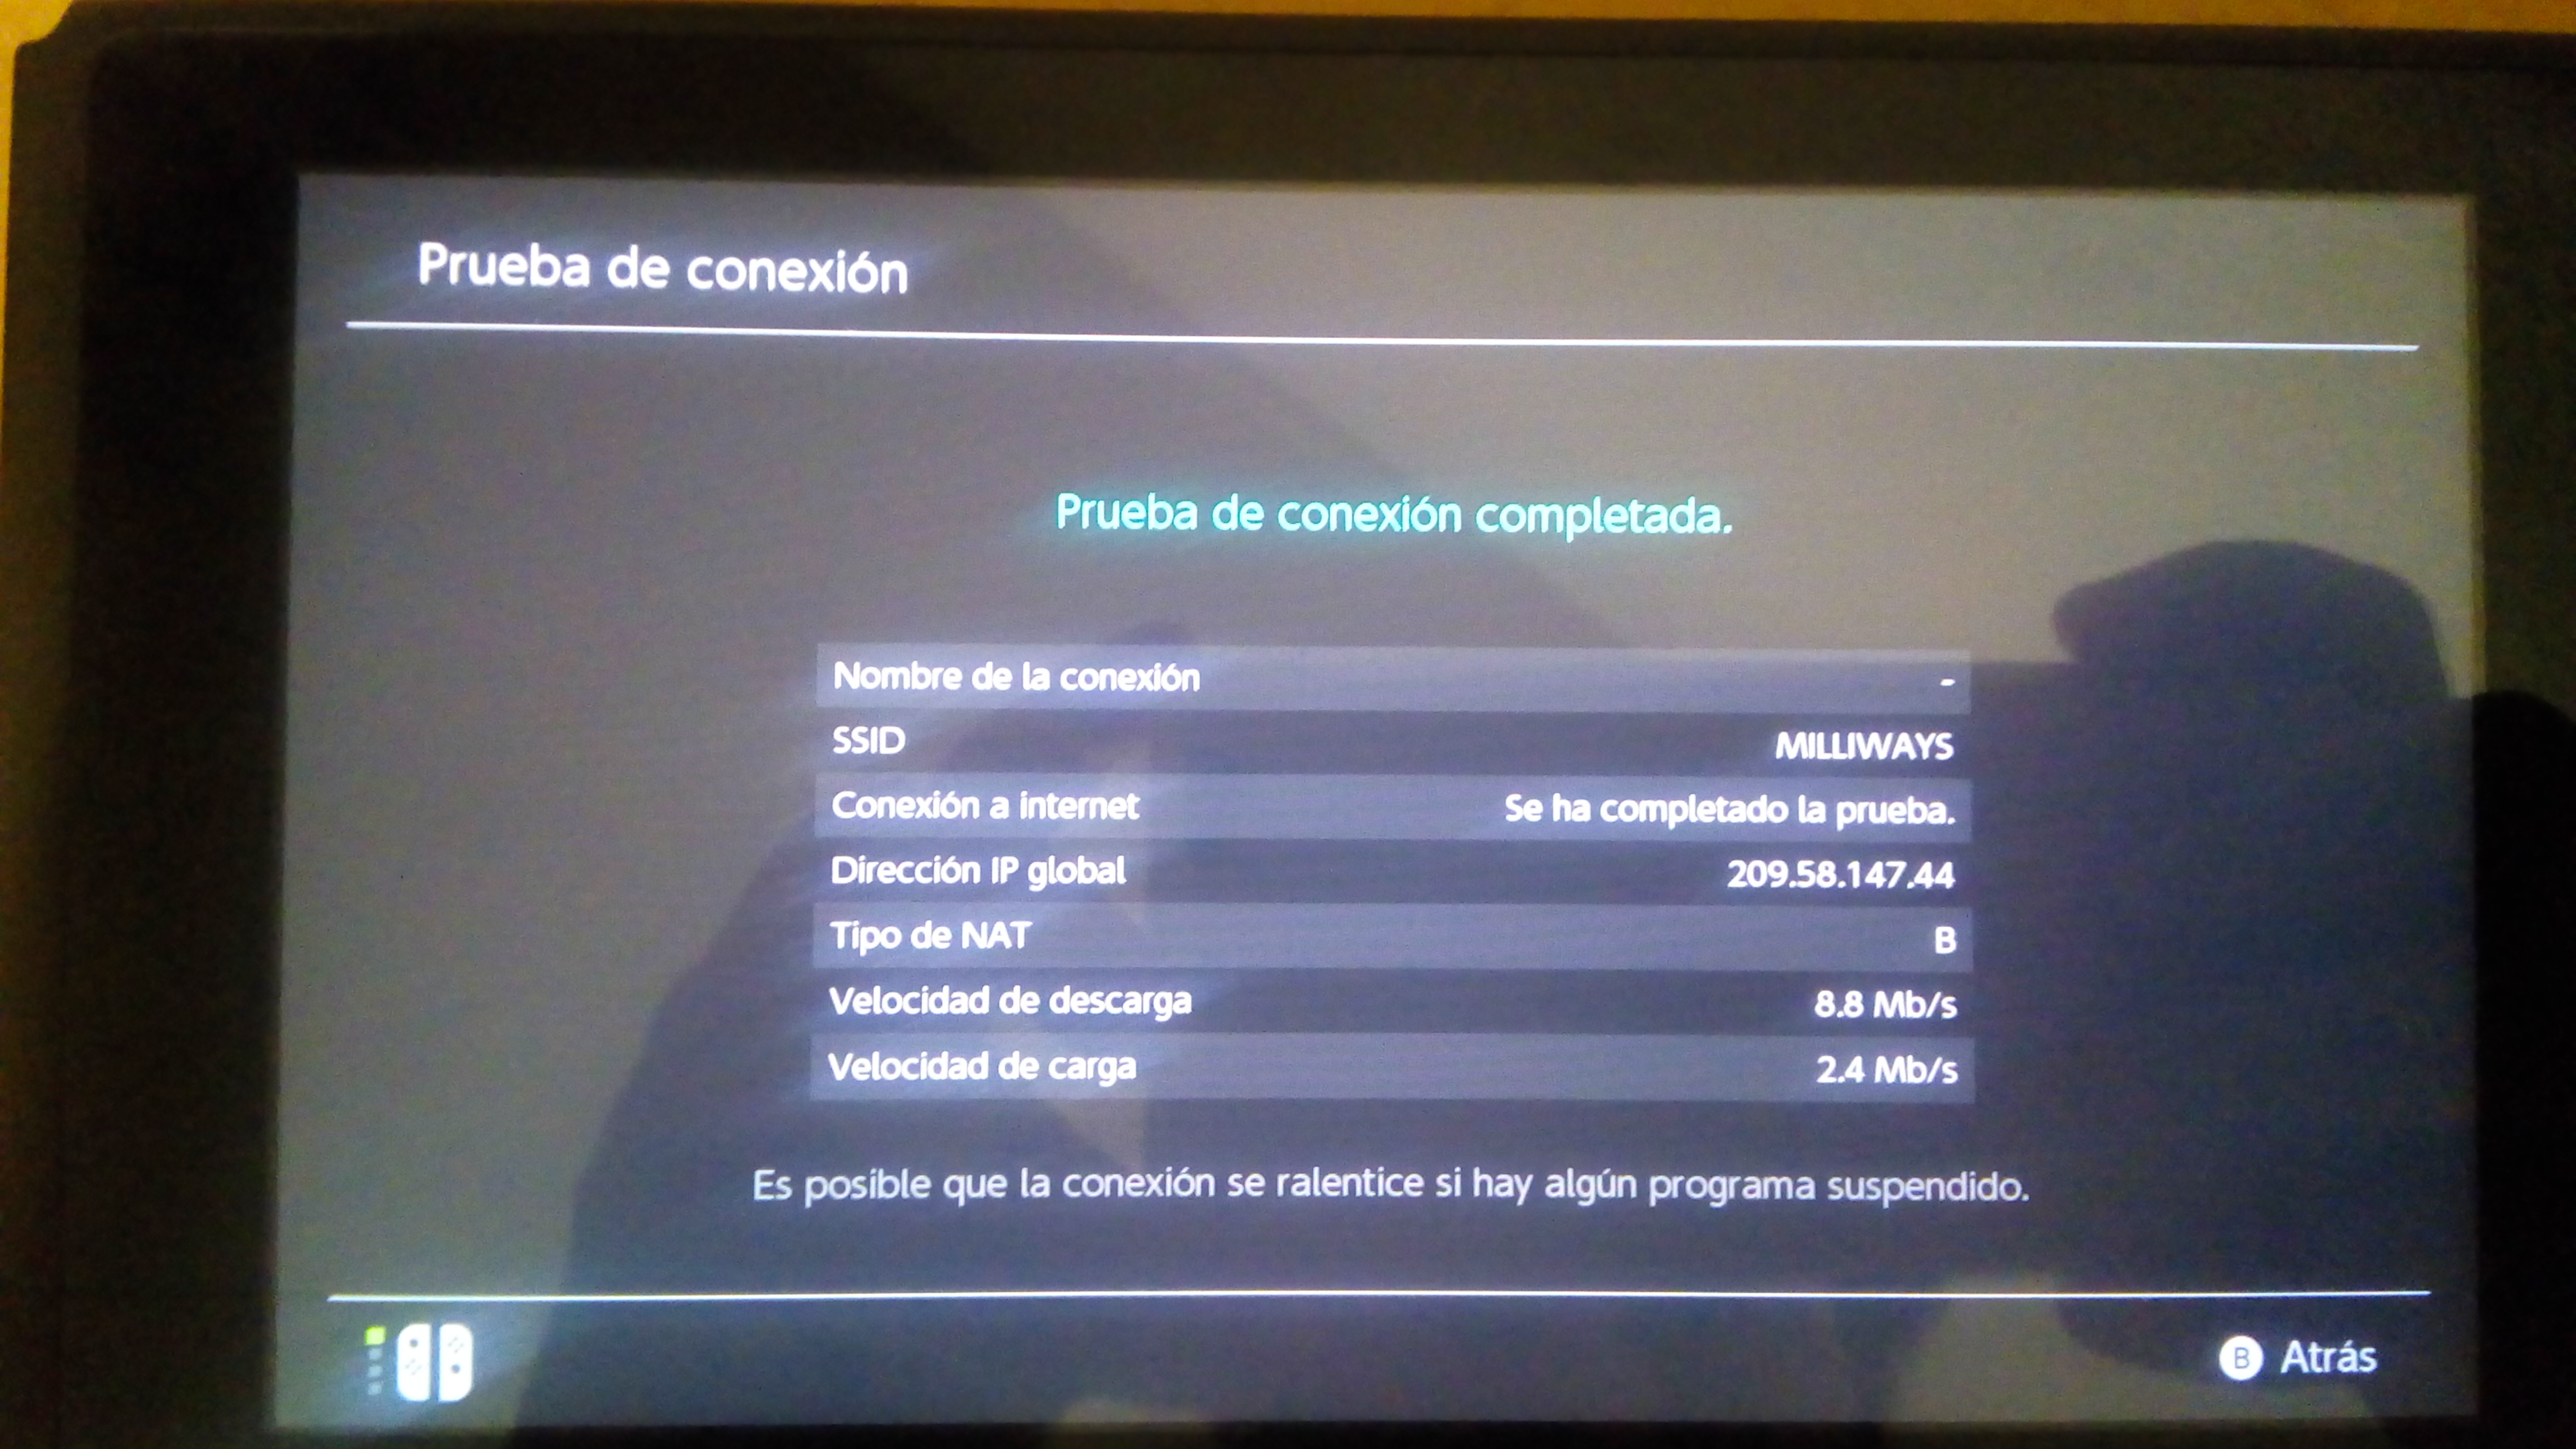 Prueba de conexión
Prueba de conexión completada.
Nombre de la conexión -
SSID MILLIWAYS
Conexión a internet Se ha completado la prueba.
Dirección IP global 209.58.147.44
Tipo de NAT B
Velocidad de descarga 8.8 Mb/s
Velocidad de carga 2.4 Mb/s
Es posible que la conexión se ralentice si hay algún programa suspendido.
B Atrás